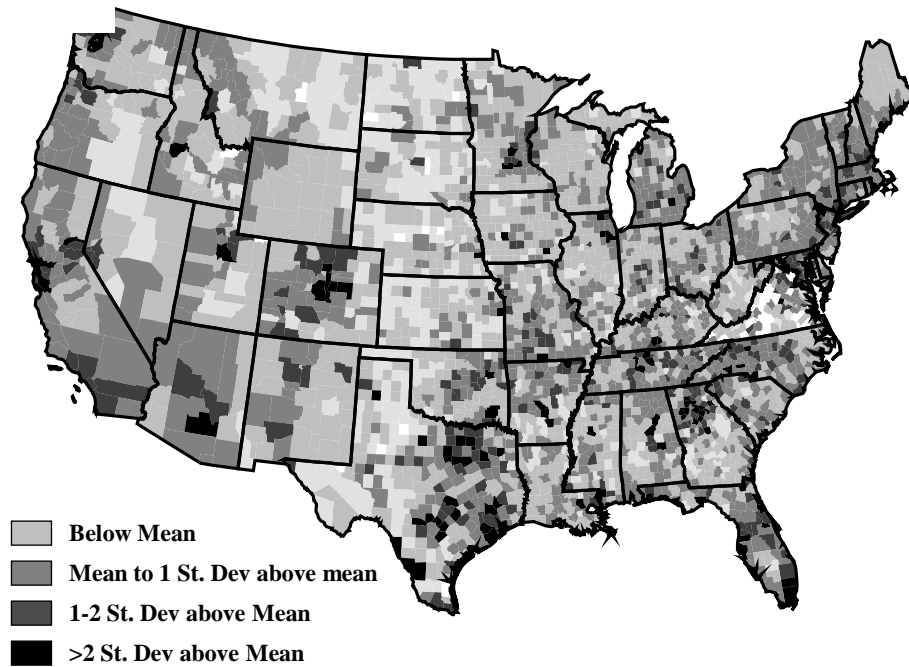 Below Mean
Mean to 1 St. Dev above mean
1-2 St. Dev above Mean
>2 St. Dev above Mean